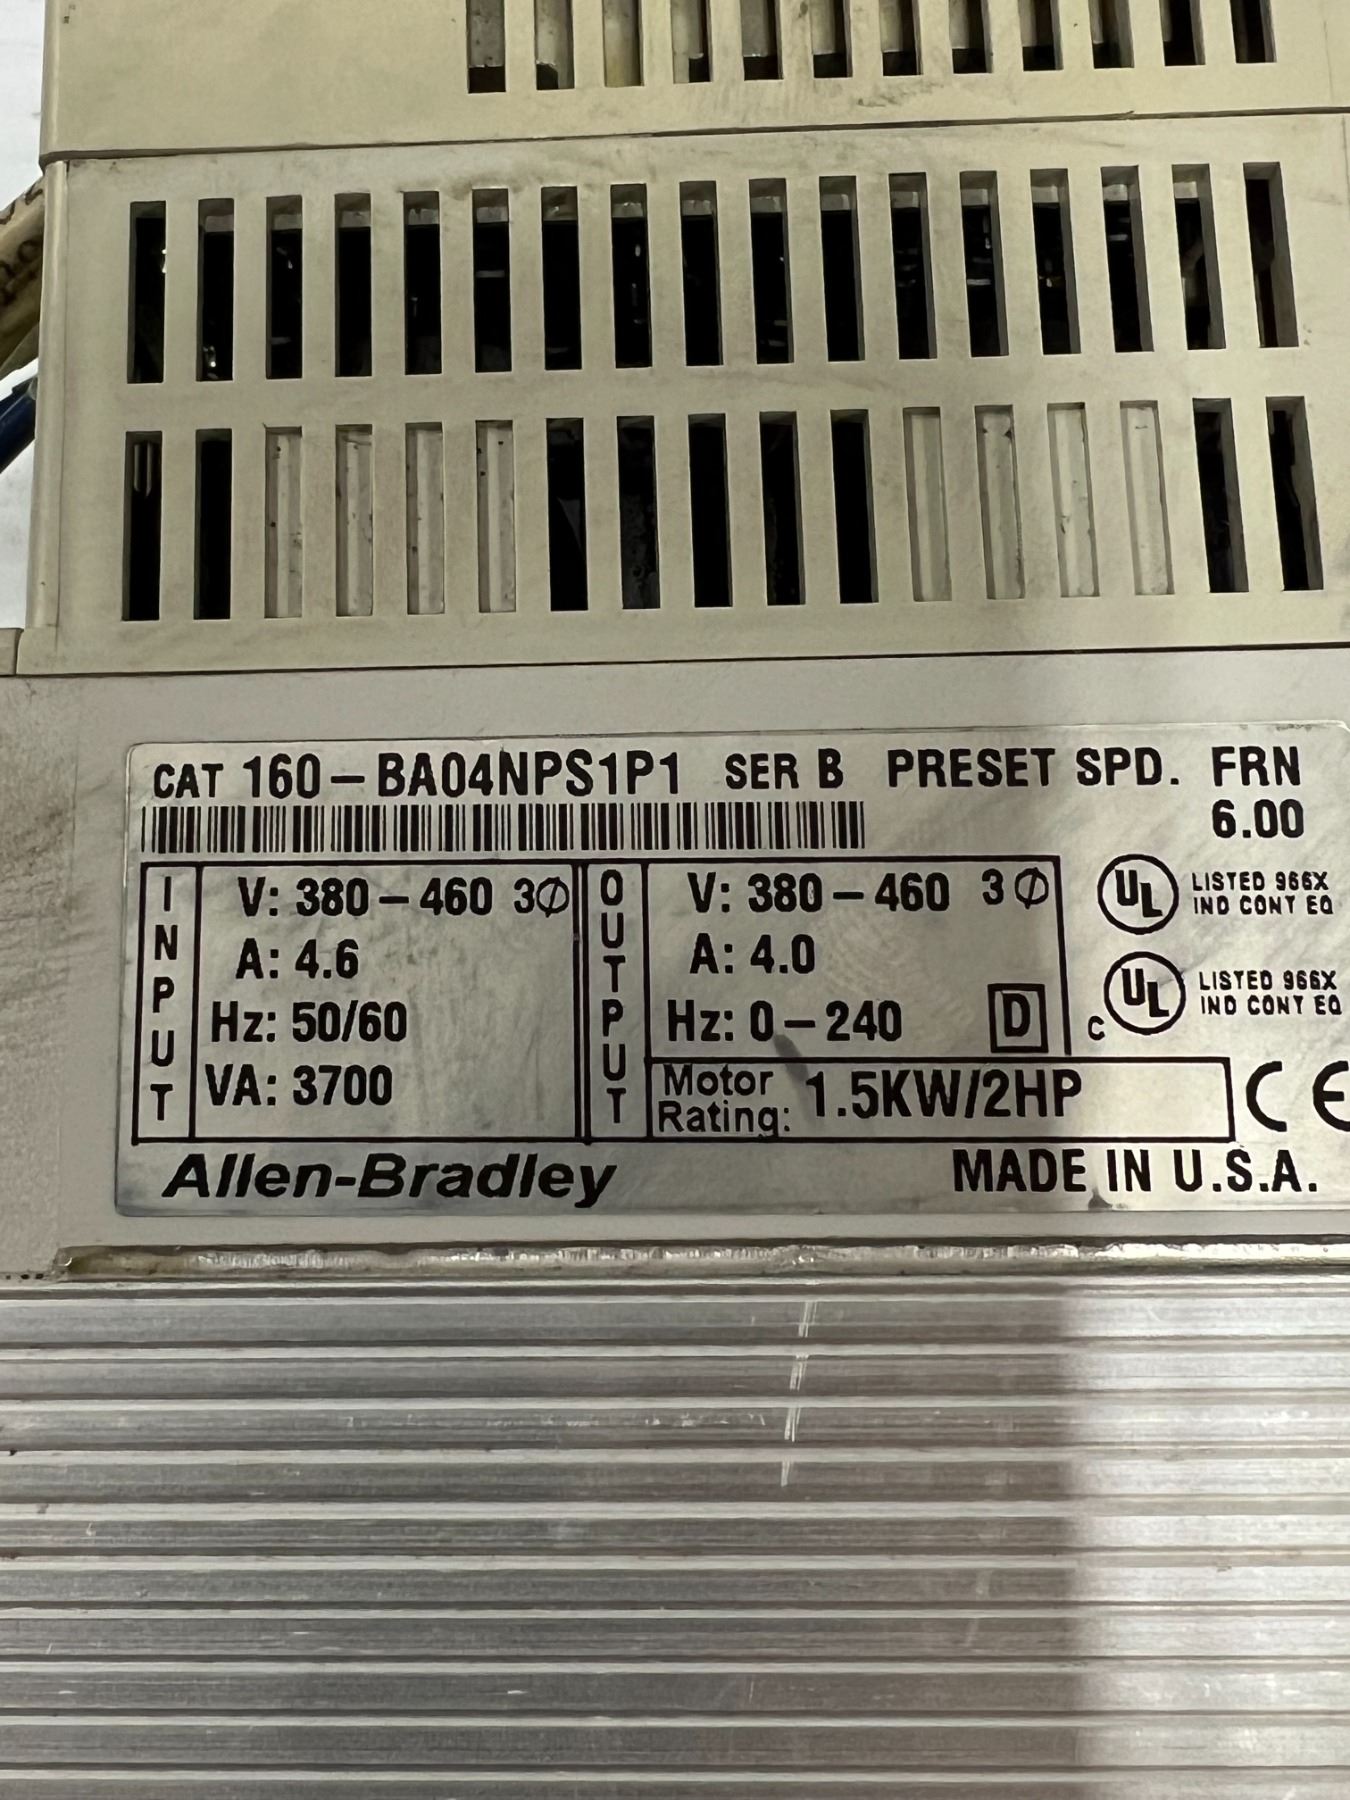 CAT 160-BA04NPS1P1 SER B PRESET SPD. FRN
6.00
INPUT
V: 380-460 3Ø
A: 4.6
Hz: 50/60
VA: 3700
OUTPUT
V: 380-460 3Ø
A: 4.0
Hz: 0-240 D
Motor Rating: 1.5KW/2HP
UL LISTED 966X
IND CONT EQ
C UL LISTED 966X
IND CONT EQ
CE
Allen-Bradley MADE IN U.S.A.